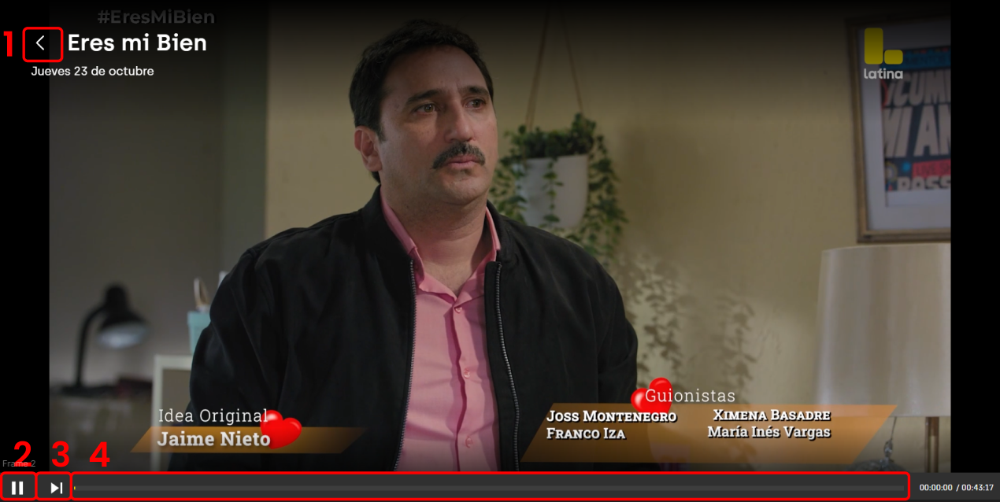 #EresMiBien
1
Eres mi Bien
Jueves 23 de octubre
latina
Idea Original
Jaime Nieto
Guionistas
Joss Montenegro
Ximena Basadre
Franco Iza
María Inés Vargas
2
3
4
Frame 2
00:00:00 / 00:43:17